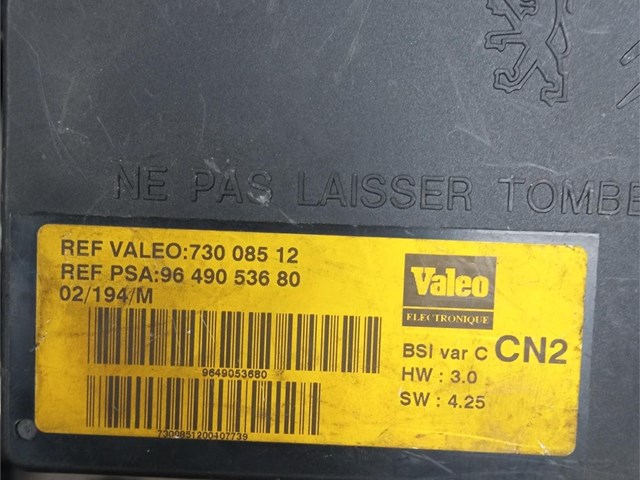 NE PAS LAISSER TOMBE
REF VALEO:730 085 12
REF PSA:96 490 536 80
02/194/M
9649053680
7300851200407739
Valeo
ELECTRONIQUE
BSI var C CN2
HW : 3.0
SW : 4.25